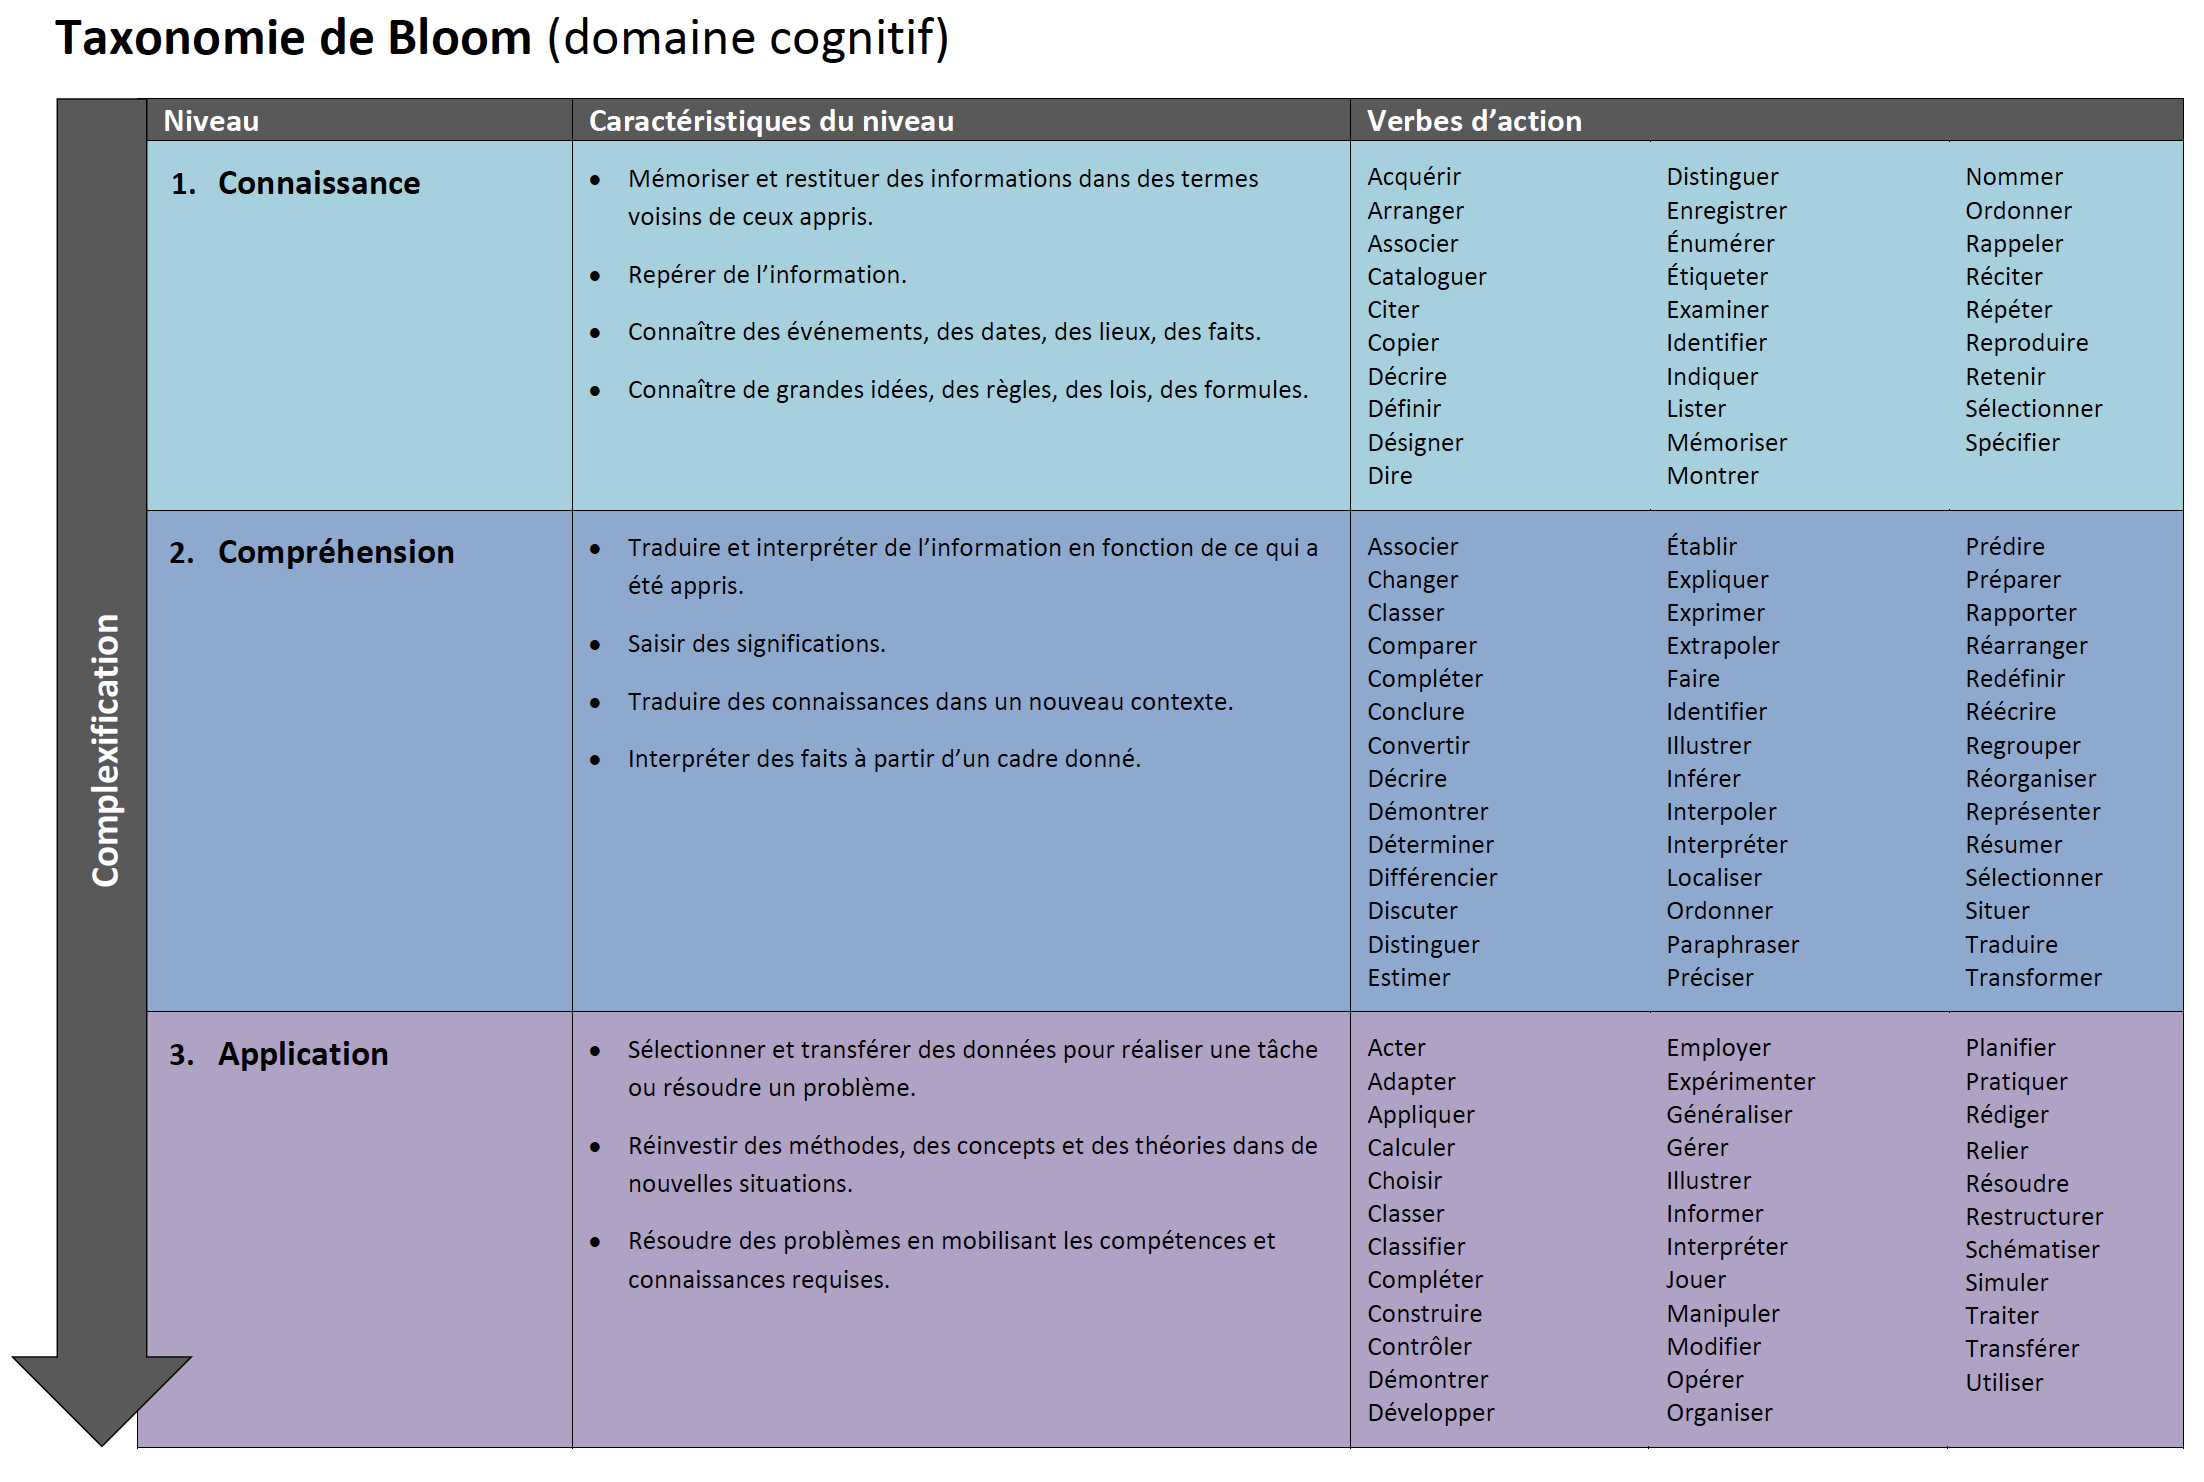 Taxonomie de Bloom (domaine cognitif)
Complexification
Niveau
Caractéristiques du niveau
Verbes d’action
1. Connaissance
• Mémoriser et restituer des informations dans des termes
voisins de ceux appris.
• Repérer de l’information.
• Connaître des événements, des dates, des lieux, des faits.
• Connaître de grandes idées, des règles, des lois, des formules.
Acquérir
Arranger
Associer
Cataloguer
Citer
Copier
Décrire
Définir
Désigner
Dire
Distinguer
Enregistrer
Énumérer
Étiqueter
Examiner
Identifier
Indiquer
Lister
Mémoriser
Montrer
Nommer
Ordonner
Rappeler
Réciter
Répéter
Reproduire
Retenir
Sélectionner
Spécifier
2. Compréhension
• Traduire et interpréter de l’information en fonction de ce qui a
été appris.
• Saisir des significations.
• Traduire des connaissances dans un nouveau contexte.
• Interpréter des faits à partir d’un cadre donné.
Associer
Changer
Classer
Comparer
Compléter
Conclure
Convertir
Décrire
Démontrer
Déterminer
Différencier
Discuter
Distinguer
Estimer
Établir
Expliquer
Exprimer
Extrapoler
Faire
Identifier
Illustrer
Inférer
Interpoler
Interpréter
Localiser
Ordonner
Paraphraser
Préciser
Prédire
Préparer
Rapporter
Réarranger
Redéfinir
Réécrire
Regrouper
Réorganiser
Représenter
Résumer
Sélectionner
Situer
Traduire
Transformer
3. Application
• Sélectionner et transférer des données pour réaliser une tâche
ou résoudre un problème.
• Réinvestir des méthodes, des concepts et des théories dans de
nouvelles situations.
• Résoudre des problèmes en mobilisant les compétences et
connaissances requises.
Acter
Adapter
Appliquer
Calculer
Choisir
Classer
Classifier
Compléter
Construire
Contrôler
Démontrer
Développer
Employer
Expérimenter
Généraliser
Gérer
Illustrer
Informer
Interpréter
Jouer
Manipuler
Modifier
Opérer
Organiser
Planifier
Pratiquer
Rédiger
Relier
Résoudre
Restructurer
Schématiser
Simuler
Traiter
Transférer
Utiliser